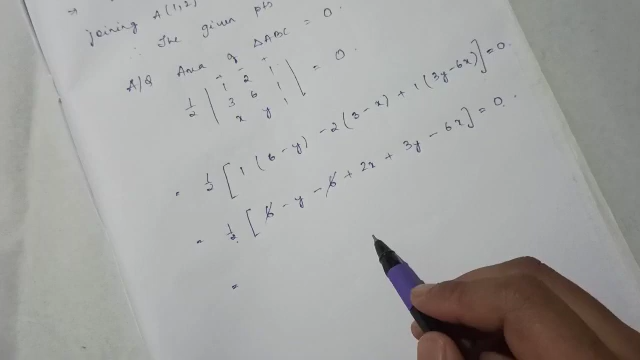 ⇒
joining A(1,2)
∴ The given pts
A/Q Area of ΔABC = 0.
1/2 | 1 2 1 | = 0.
3 6 1
x y 1
= 1/2 [ 1 (6 - y) - 2 (3 - x) + 1 (3y - 6x) ] = 0.
= 1/2 [ 6 - y - 6 + 2x + 3y - 6x ] = 0.
=